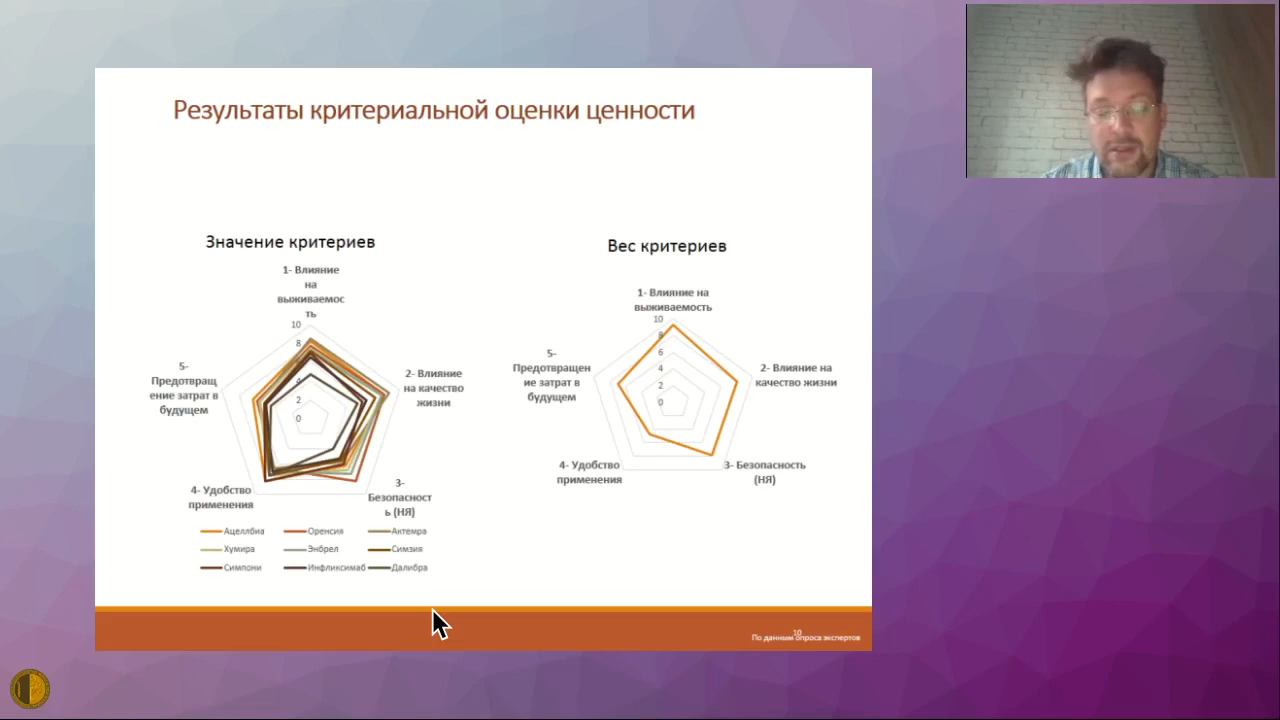 Результаты критериальной оценки ценности
Значение критериев
1- Влияние
на
выживаемос
ть
10
8
4
2
0
2- Влияние
на качество
жизни
3-
Безопасност
ь (НЯ)
4- Удобство
применения
5-
Предотвращ
ение затрат в
будущем
Ацеллбиа
Оренсия
Актемра
Хумира
Энбрел
Симзия
Симпони
Инфликсимаб
Далибра
Вес критериев
1- Влияние на
выживаемость
10
8
6
4
2
0
2- Влияние на
качество жизни
3- Безопасность
(НЯ)
4- Удобство
применения
5-
Предотвращен
ие затрат в
будущем
10
По данным опроса экспертов